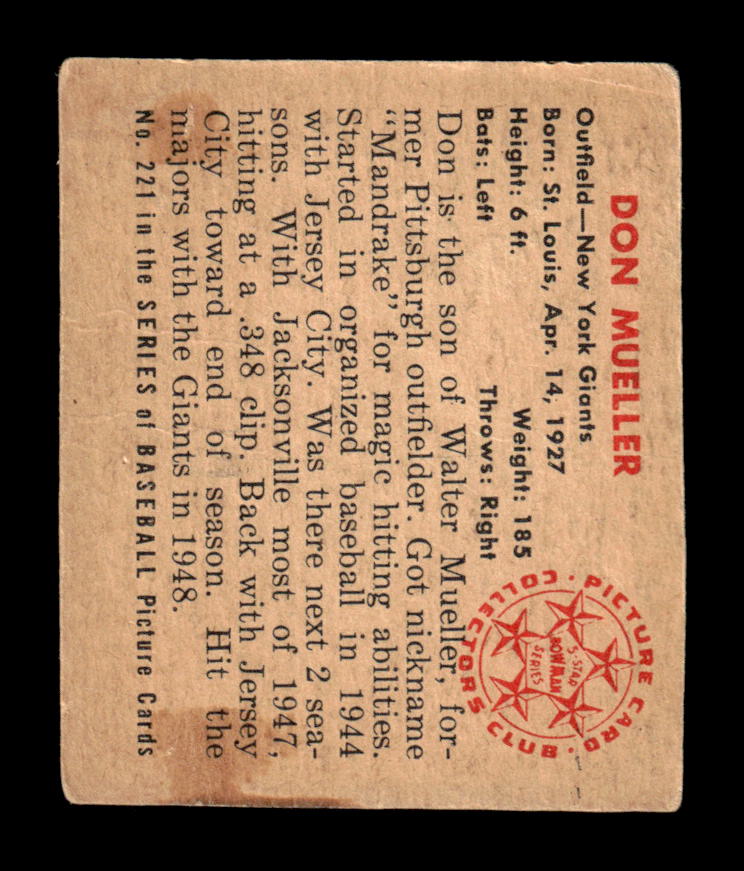 DON MUELLER
Outfield—New York Giants
Born: St. Louis, Apr. 14, 1927
Height: 6 ft. Weight: 185
Bats: Left Throws: Right
PICTURE CARD · COLLECTORS CLUB ·
5-STAR
BOWMAN
SERIES
Don is the son of Walter Mueller, for-
mer Pittsburgh outfielder. Got nickname
"Mandrake" for magic hitting abilities.
Started in organized baseball in 1944
with Jersey City. Was there next 2 sea-
sons. With Jacksonville most of 1947,
hitting at a .348 clip. Back with Jersey
City toward end of season. Hit the
majors with the Giants in 1948.
No. 221 in the SERIES of BASEBALL Picture Cards